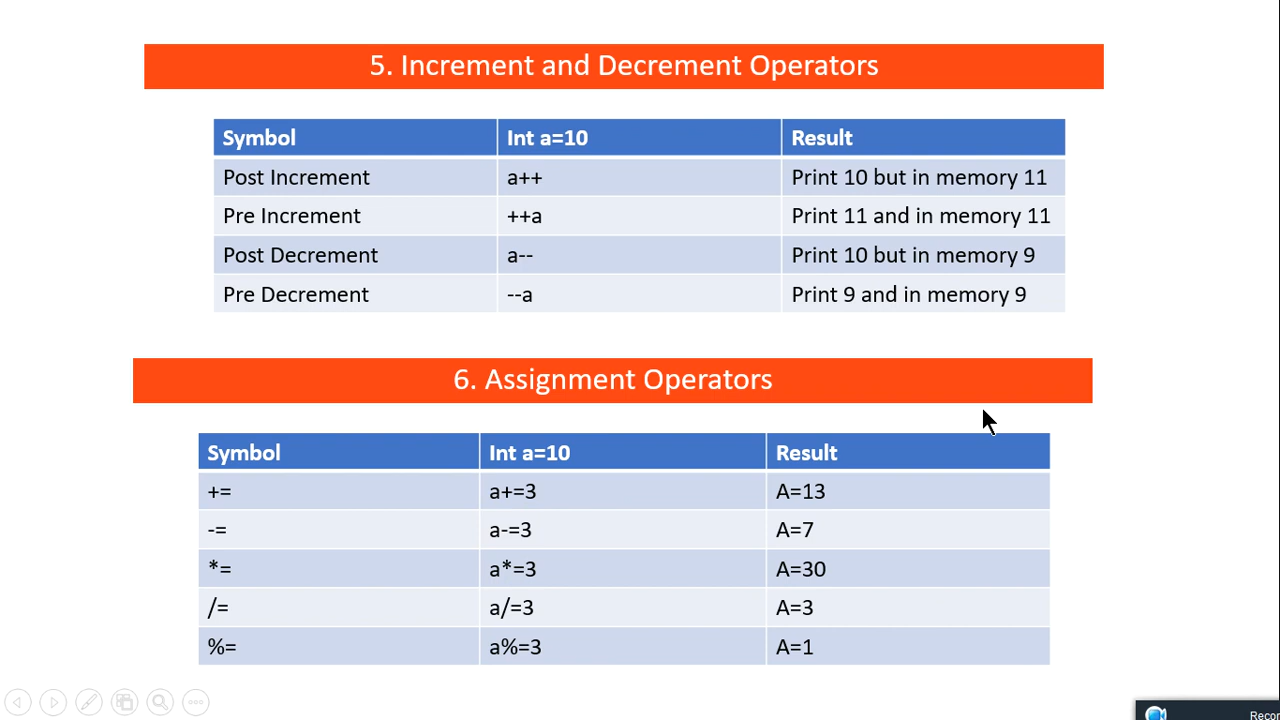 5. Increment and Decrement Operators
Symbol Int a=10 Result
Post Increment a++ Print 10 but in memory 11
Pre Increment ++a Print 11 and in memory 11
Post Decrement a-- Print 10 but in memory 9
Pre Decrement --a Print 9 and in memory 9
6. Assignment Operators
Symbol Int a=10 Result
+= a+=3 A=13
-= a-=3 A=7
*= a*=3 A=30
/= a/=3 A=3
%= a%=3 A=1
Recor